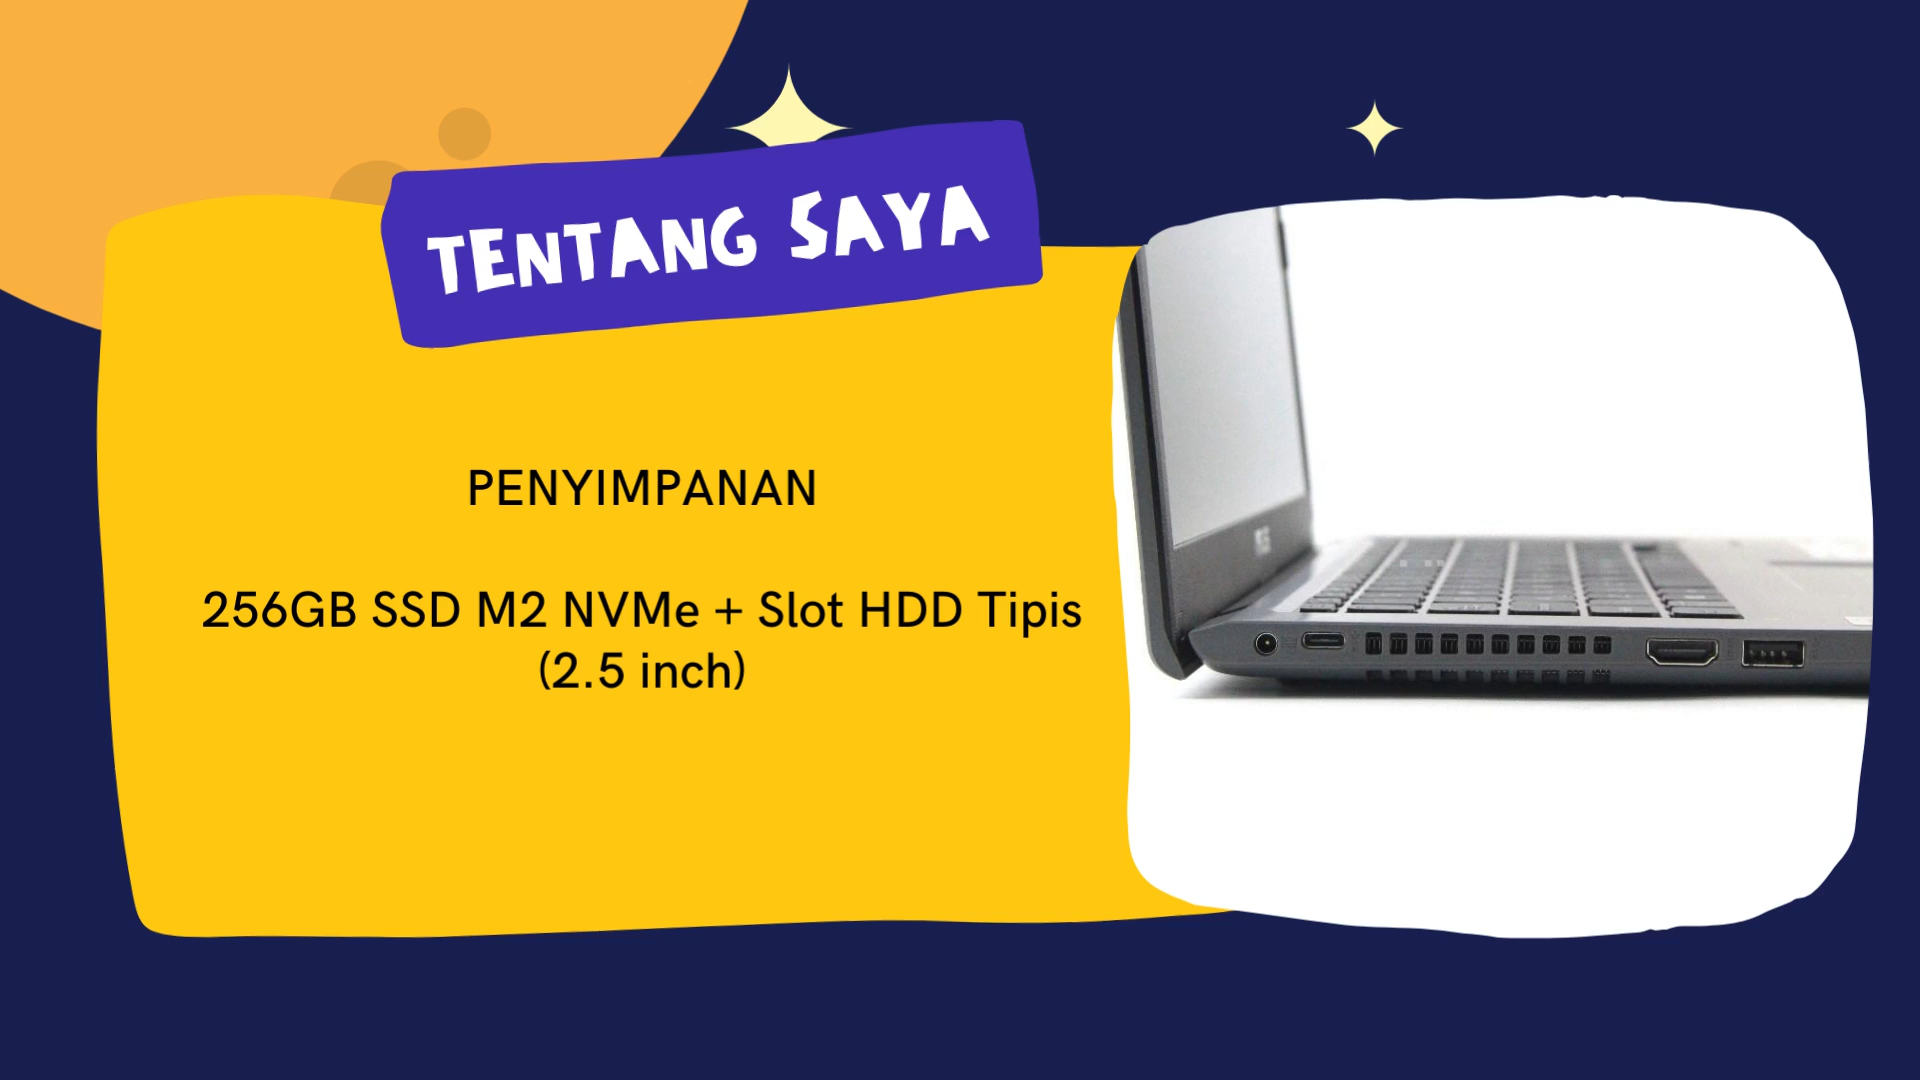 TENTANG SAYA
PENYIMPANAN
256GB SSD M2 NVMe + Slot HDD Tipis
(2.5 inch)